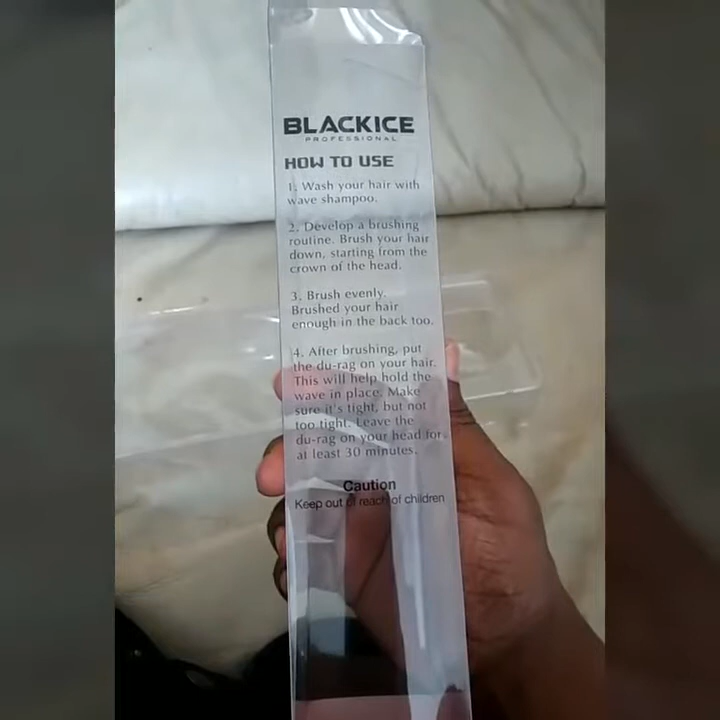 BLACKICE
PROFESSIONAL
HOW TO USE
1. Wash your hair with
wave shampoo.
2. Develop a brushing
routine. Brush your hair
down, starting from the
crown of the head.
3. Brush evenly.
Brushed your hair
enough in the back too.
4. After brushing, put
the du-rag on your hair.
This will help hold the
wave in place. Make
sure it's tight, but not
too tight. Leave the
du-rag on your head for
at least 30 minutes.
Caution
Keep out of reach of children